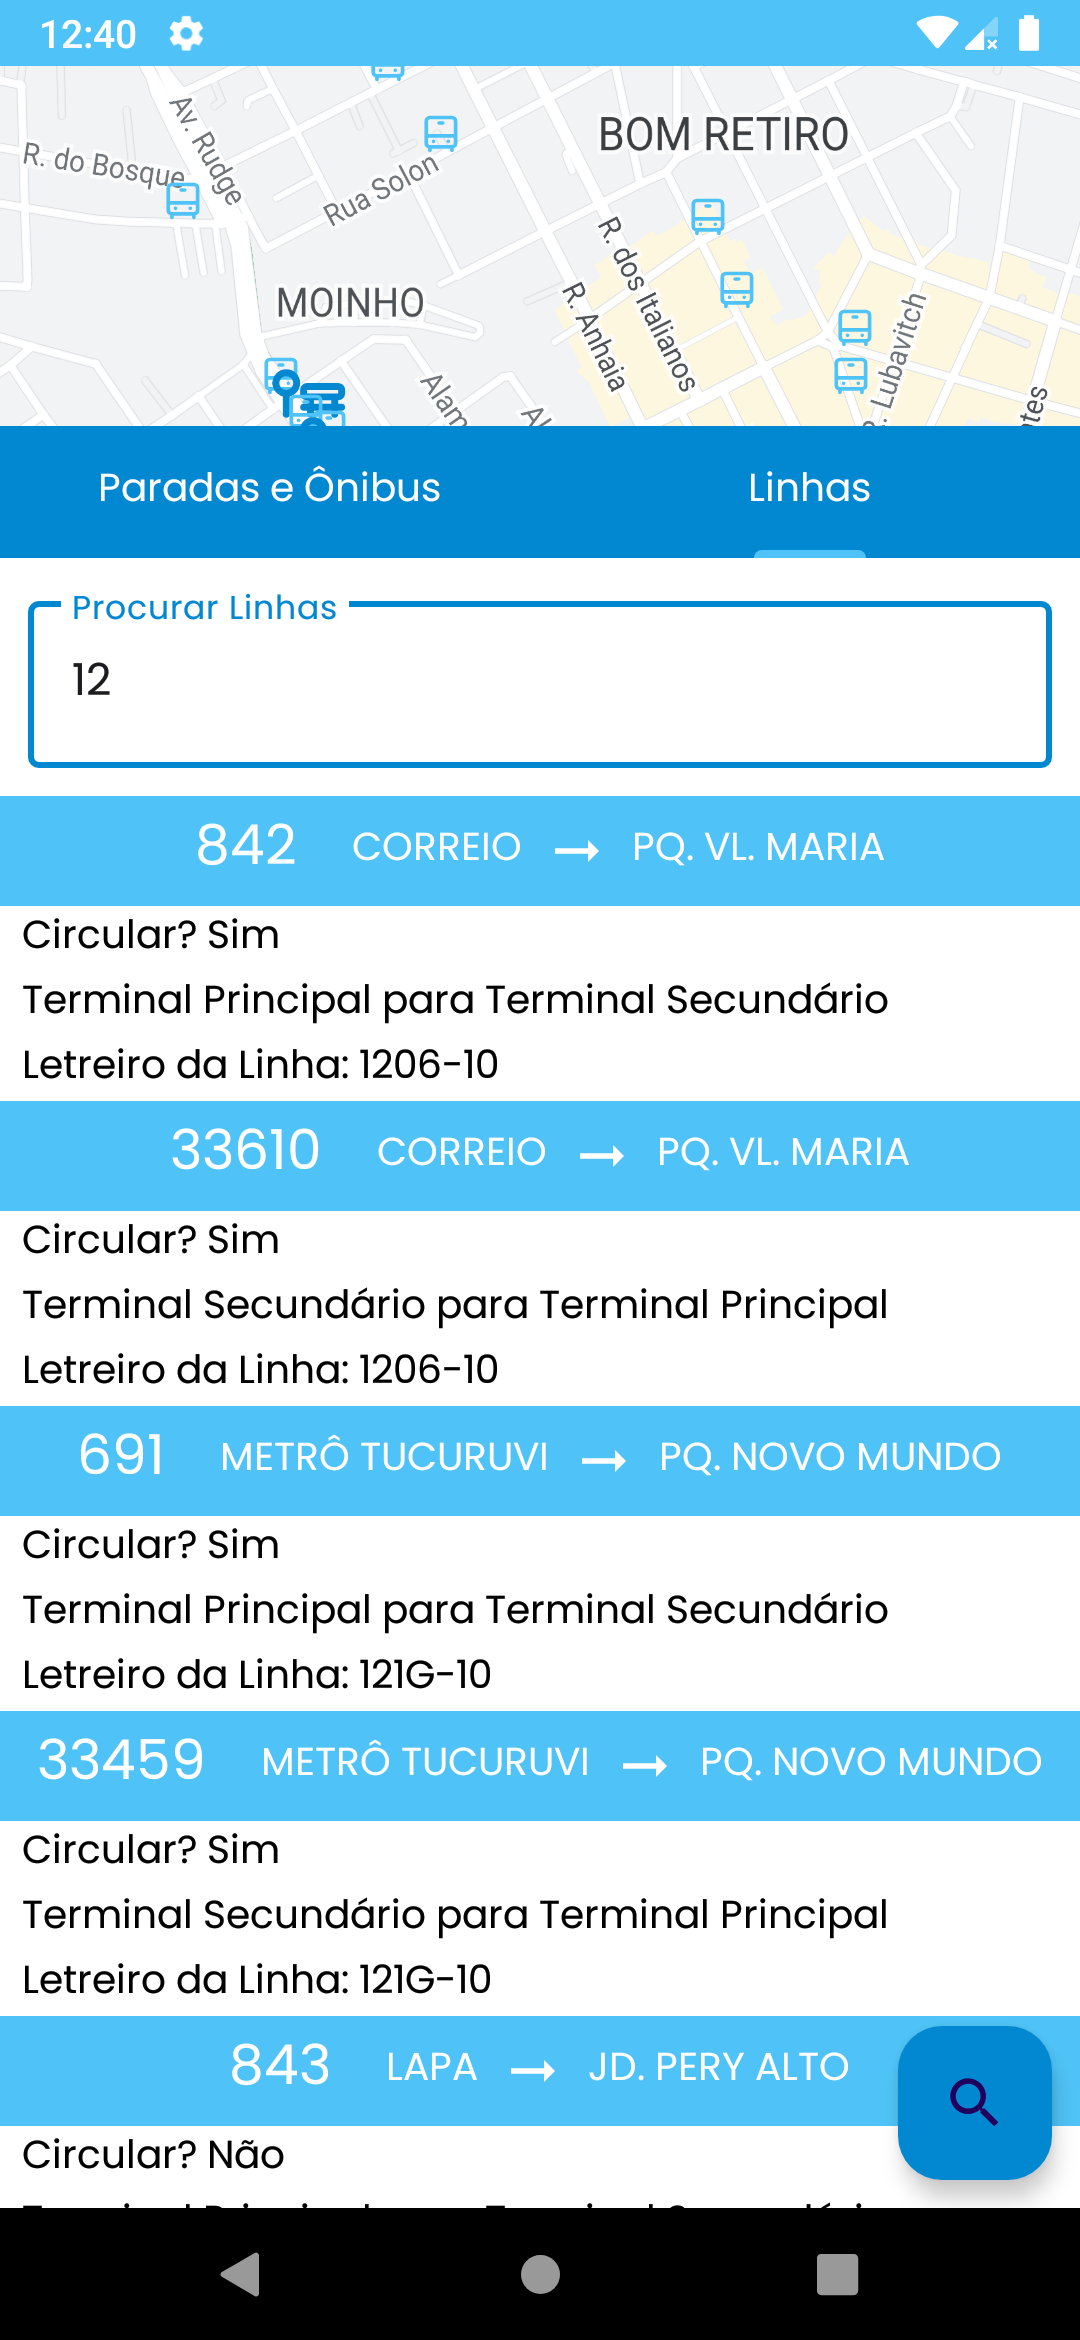 12:40
BOM RETIRO
Av. Rudge
R. do Bosque
Rua Solon
R. dos Italianos
MOINHO
R. Anhaia
Lubavitch
Paradas e Ônibus
Linhas
Procurar Linhas
12
842 CORREIO → PQ. VL. MARIA
Circular? Sim
Terminal Principal para Terminal Secundário
Letreiro da Linha: 1206-10
33610 CORREIO → PQ. VL. MARIA
Circular? Sim
Terminal Secundário para Terminal Principal
Letreiro da Linha: 1206-10
691 METRÔ TUCURUVI → PQ. NOVO MUNDO
Circular? Sim
Terminal Principal para Terminal Secundário
Letreiro da Linha: 121G-10
33459 METRÔ TUCURUVI → PQ. NOVO MUNDO
Circular? Sim
Terminal Secundário para Terminal Principal
Letreiro da Linha: 121G-10
843 LAPA → JD. PERY ALTO
Circular? Não